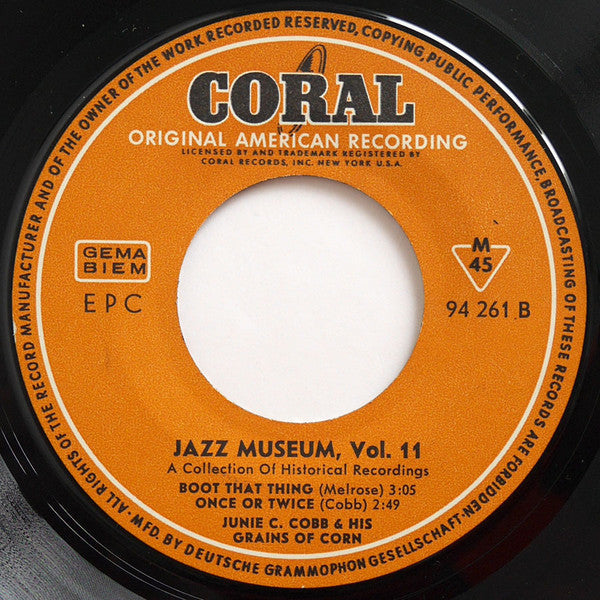 ALL RIGHTS OF THE RECORD MANUFACTURER AND OF THE OWNER OF THE WORK RECORDED RESERVED, COPYING, PUBLIC PERFORMANCE, BROADCASTING OF THESE RECORDS ARE FORBIDDEN·
CORAL
ORIGINAL AMERICAN RECORDING
LICENSED BY AND TRADEMARK REGISTERED BY
CORAL RECORDS, INC. NEW YORK U.S.A.
GEMA
BIEM
EPC
M
45
94 261 B
JAZZ MUSEUM, Vol. 11
A Collection Of Historical Recordings
BOOT THAT THING (Melrose) 3:05
ONCE OR TWICE (Cobb) 2:49
JUNIE C. COBB & HIS
GRAINS OF CORN
·MFD. BY DEUTSCHE GRAMMOPHON GESELLSCHAFT·